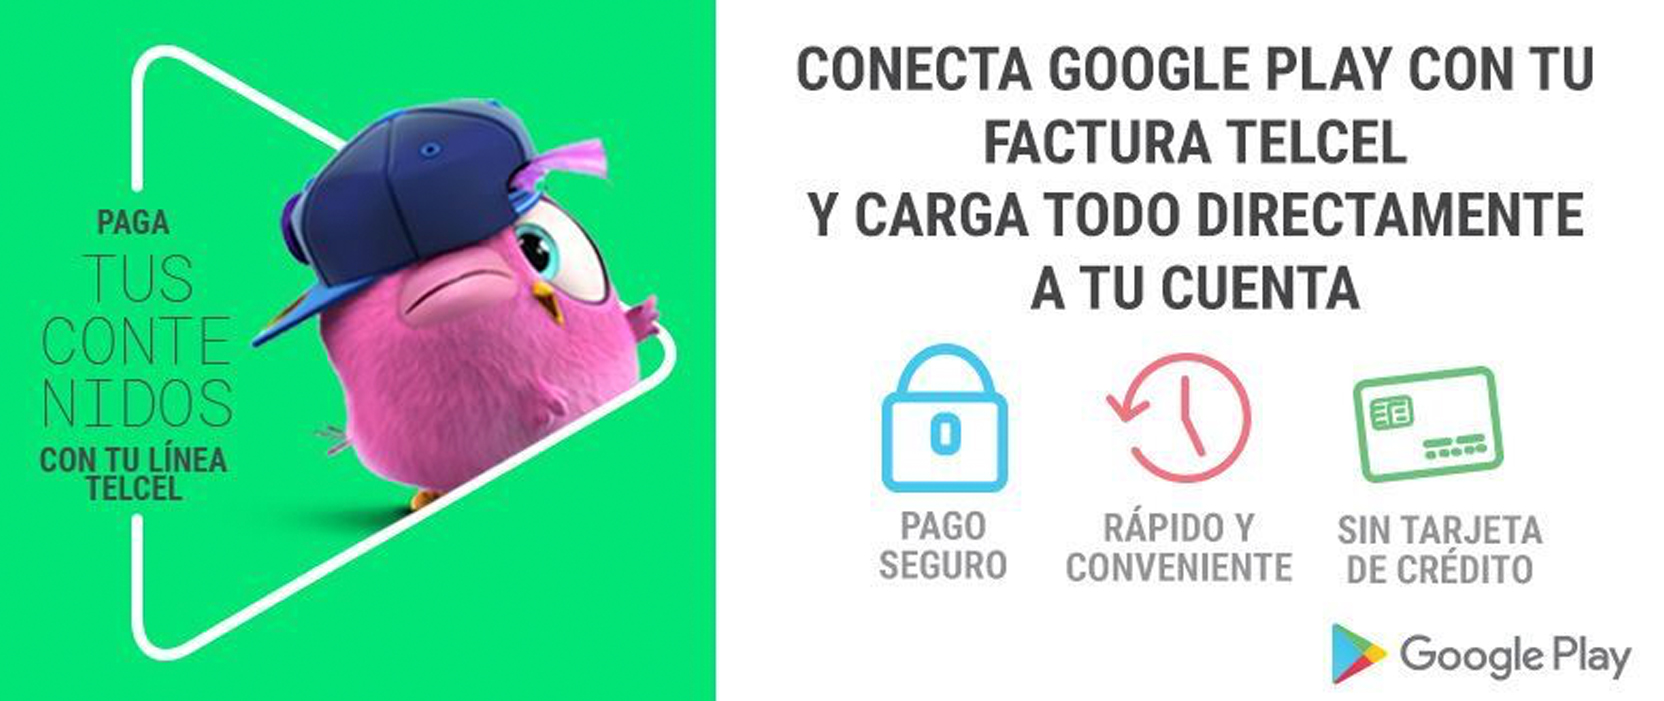 PAGA
TUS
CONTE
NIDOS
CON TU LÍNEA
TELCEL
CONECTA GOOGLE PLAY CON TU
FACTURA TELCEL
Y CARGA TODO DIRECTAMENTE
A TU CUENTA
PAGO
SEGURO
RÁPIDO Y
CONVENIENTE
SIN TARJETA
DE CRÉDITO
Google Play